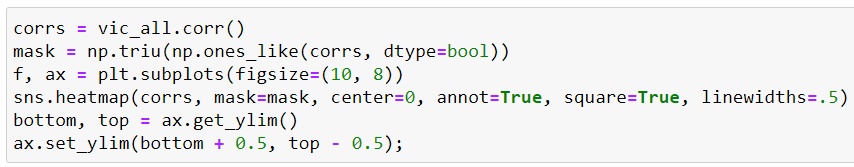 corrs = vic_all.corr()
mask = np.triu(np.ones_like(corrs, dtype=bool))
f, ax = plt.subplots(figsize=(10, 8))
sns.heatmap(corrs, mask=mask, center=0, annot=True, square=True, linewidths=.5)
bottom, top = ax.get_ylim()
ax.set_ylim(bottom + 0.5, top - 0.5);